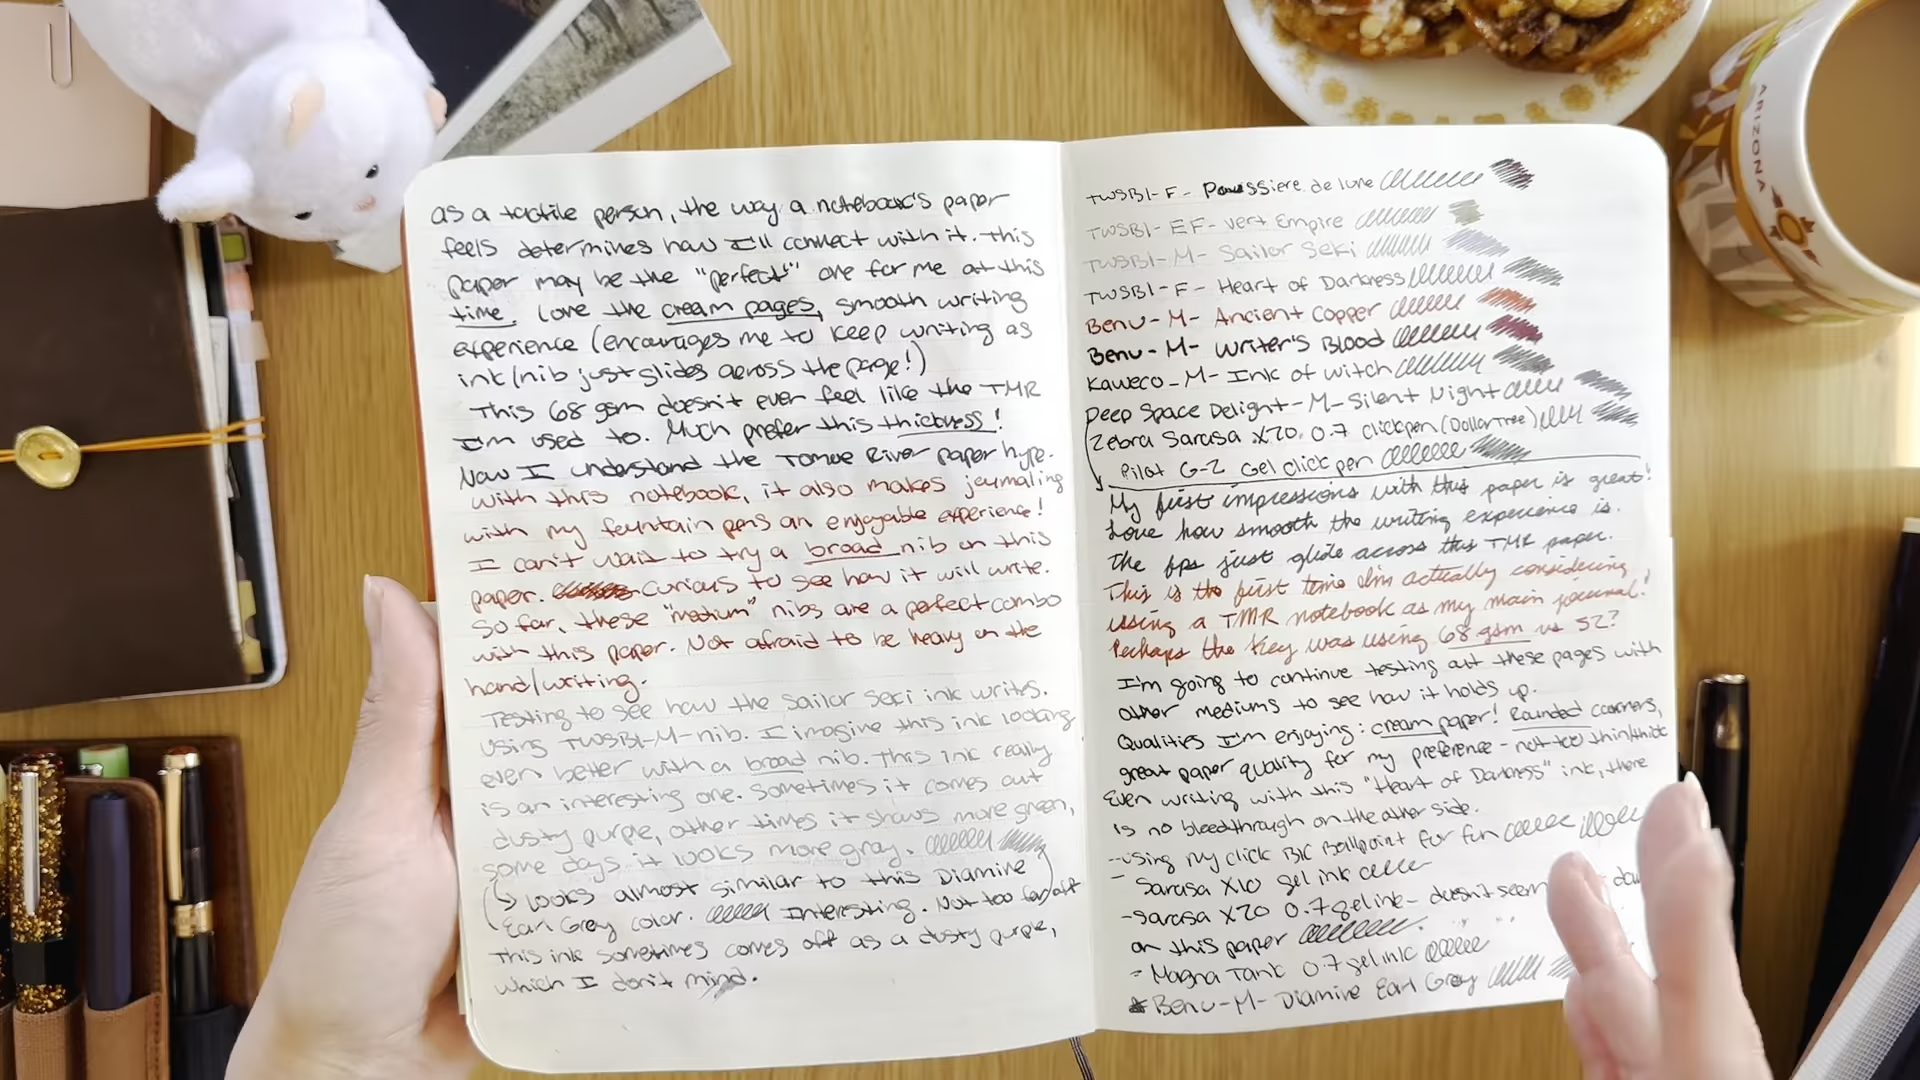 as a tactile person, the way a notebook's paper
feels determines how I'll connect with it. This
paper may be the "perfect" one for me at this
time. Love the cream pages, smooth writing
experience (encourages me to keep writing as
ink/nib just glides across the page!)
This 68 gsm doesn't even feel like the TMR
I'm used to. Much prefer this thickness!
Now I understand the Tomoe River paper hype.
with this notebook, it also makes journaling
with my fountain pens an enjoyable experience!
I can't wait to try a broad nib on this
paper. curious to see how it will write.
So far, these "medium" nibs are a perfect combo
with this paper. Not afraid to be heavy on the
hand/writing.
Testing to see how the Sailor Seki ink writes.
using TWSBI-M-nib. I imagine this ink looking
even better with a broad nib. This ink really
is an interesting one. Sometimes it comes out
dusty purple, other times it shows more green,
some days it looks more gray.
looks almost similar to this Diamine
Earl Grey color. Interesting. Not too far off
This ink sometimes comes off as a dusty purple,
which I don't mind.
TWSBI-F- Poussiere de lune
TWSBI-EF-Vert Empire
TWSBI-M-Sailor Seki
TWSBI-F-Heart of Darkness
Benu-M-Ancient Copper
Benu-M-Writer's Blood
Kaweco-M-Ink of witch
Deep Space Delight-M-Silent Night
Zebra Sarasa X20, 0.7 clickpen (DollarTree)
Pilot G-2 Gel click pen
My first impressions with this paper is great!
Love how smooth the writing experience is.
The fps just glide across this TMR paper.
This is the first time I'm actually considering
using a TMR notebook as my main journal!
Perhaps the key was using 68 gsm vs 52?
I'm going to continue testing out these pages with
other mediums to see how it holds up.
Qualities I'm enjoying: cream paper! Rounded corners,
great paper quality for my preference - not too thin/thick
Even writing with this "Heart of Darkness" ink, there
is no bleedthrough on the other side.
-using my click BIC Ballpoint for fun
- Sarasa X10 gel ink
-Sarasa X20 0.7 gel ink- doesn't seem
on this paper
- Magna Tank 0.7 gel ink
* Benu-M- Diamine Earl Grey
ARIZONA